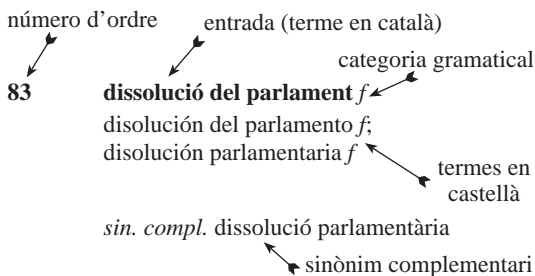 número d'ordre
entrada (terme en català)
categoria gramatical
83 dissolució del parlament f
disolución del parlamento f;
disolución parlamentaria f
termes en
castellà
sin. compl. dissolució parlamentària
sinònim complementari